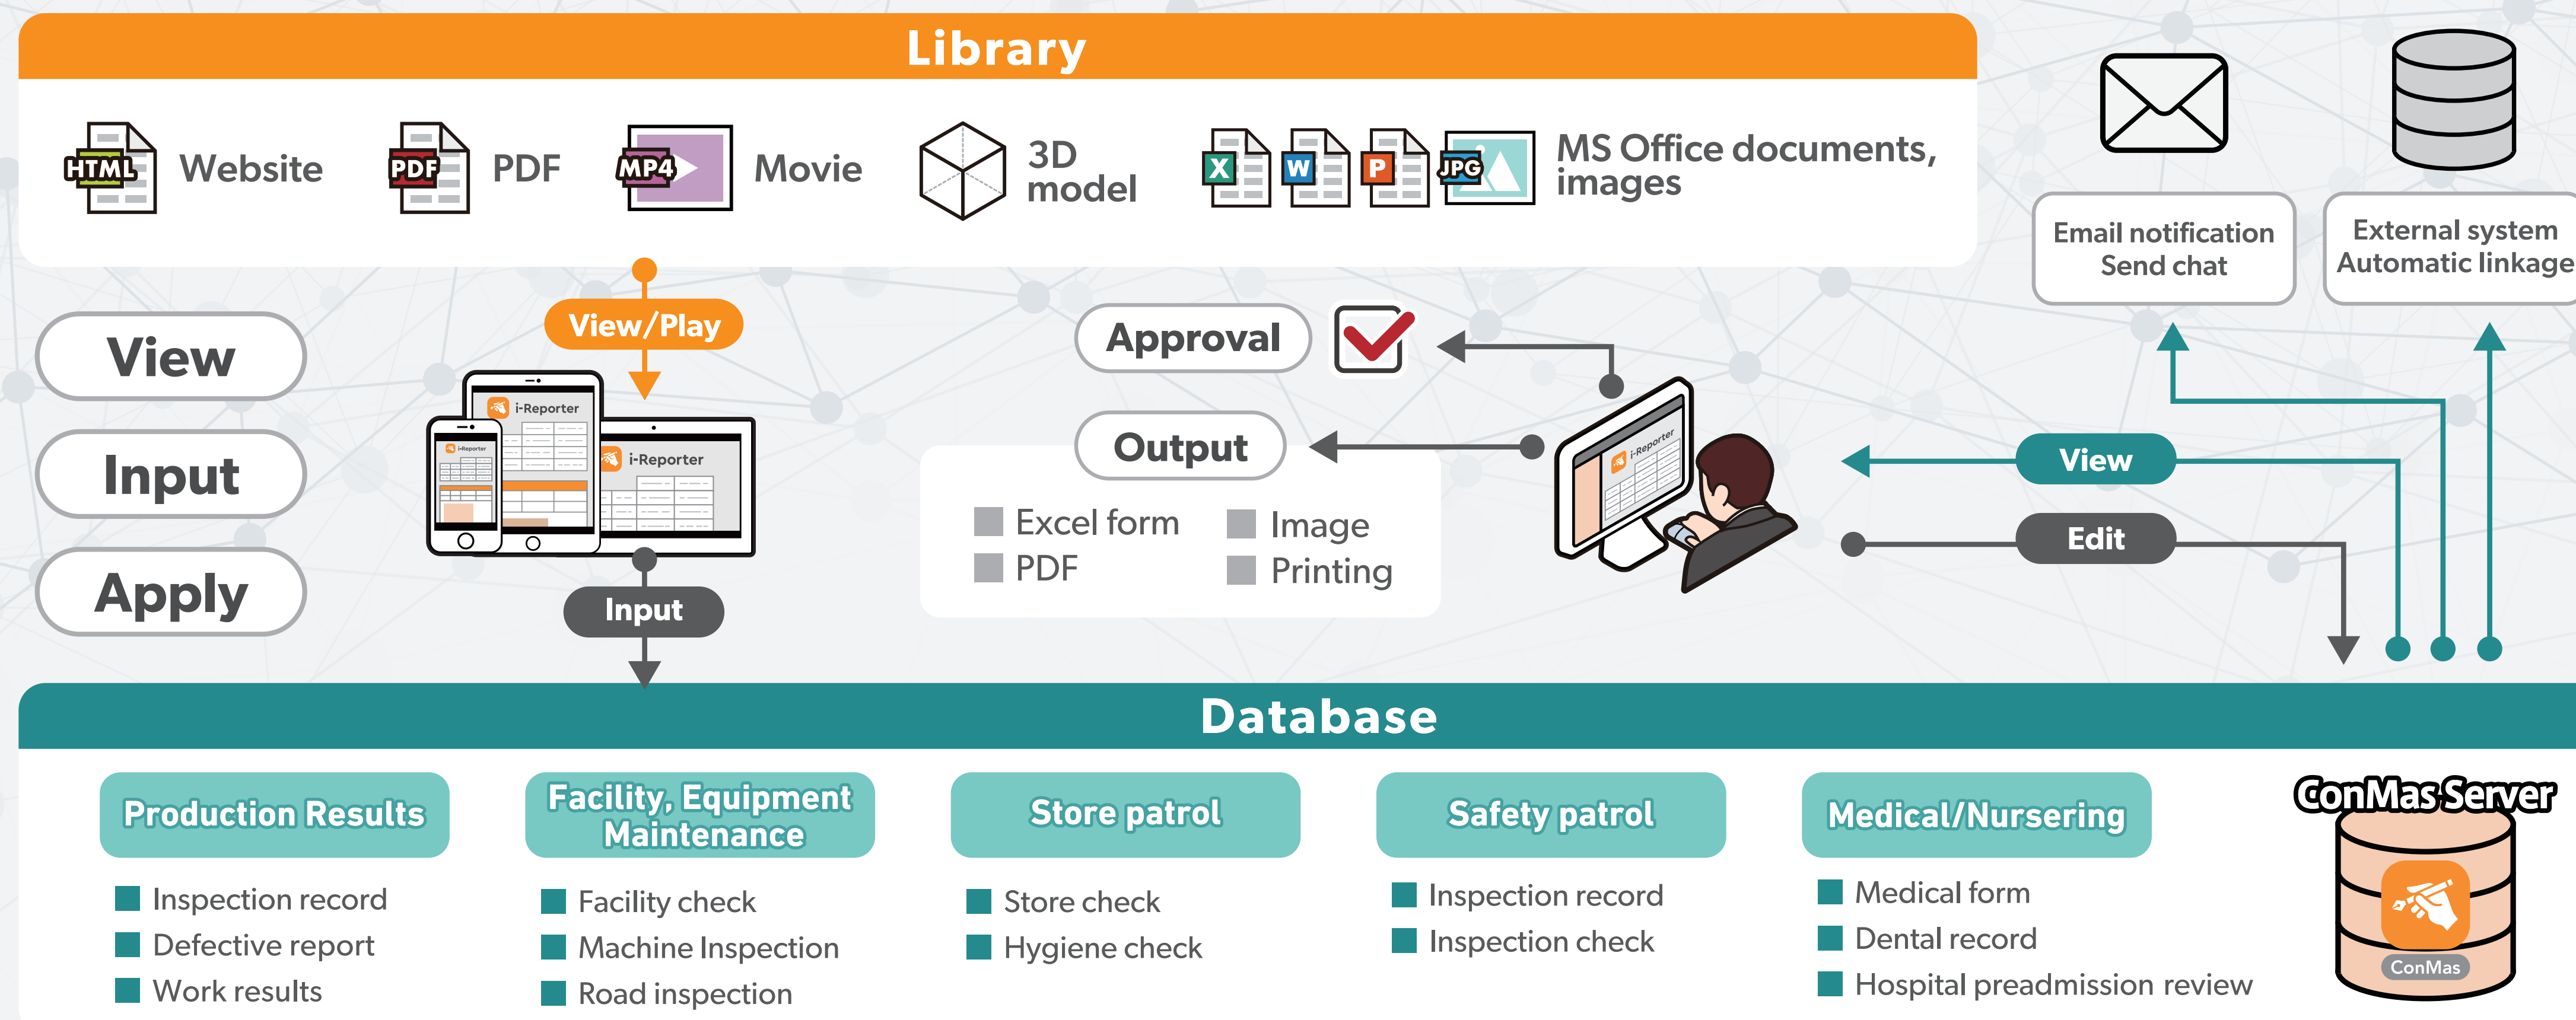 Library
HTML
Website
PDF
PDF
MP4
Movie
3D
model
X
W
P
JPG
MS Office documents,
images
Email notification
Send chat
External system
Automatic linkage
View
Input
Apply
View/Play
i-Reporter
i-Reporter
i-Reporter
Input
Approval
Output
Excel form
PDF
Image
Printing
i-Reporter
View
Edit
Database
Production Results
Inspection record
Defective report
Work results
Facility, Equipment
Maintenance
Facility check
Machine Inspection
Road inspection
Store patrol
Store check
Hygiene check
Safety patrol
Inspection record
Inspection check
Medical/Nursering
Medical form
Dental record
Hospital preadmission review
ConMas Server
ConMas